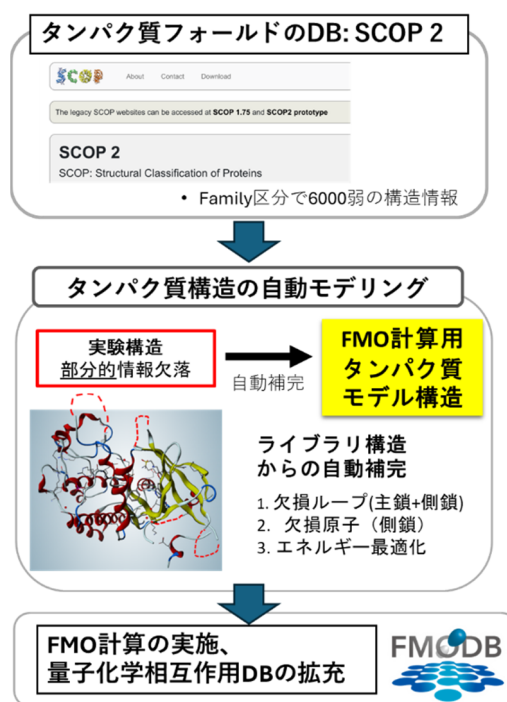 タンパク質フォールドのDB: SCOP 2
SCOP About Contact Download
The legacy SCOP websites can be accessed at SCOP 1.75 and SCOP2 prototype
SCOP 2
SCOP: Structural Classification of Proteins
• Family区分で6000弱の構造情報
タンパク質構造の自動モデリング
実験構造
部分的情報欠落
自動補完
FMO計算用
タンパク質
モデル構造
ライブラリ構造
からの自動補完
1. 欠損ループ(主鎖+側鎖)
2. 欠損原子（側鎖）
3. エネルギー最適化
FMO計算の実施、
量子化学相互作用DBの拡充
FMODB